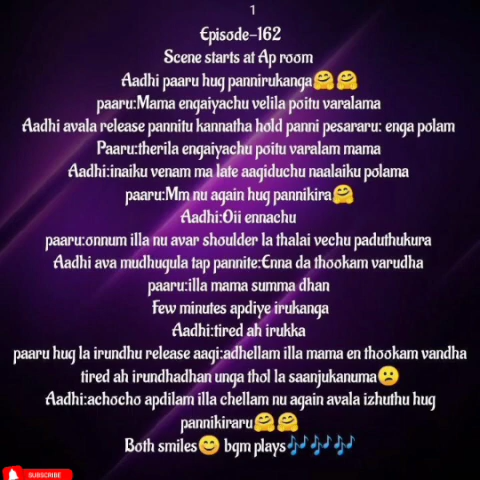 1
Episode-162
Scene starts at Ap room
Aadhi paaru hug pannirukanga🤗🤗
paaru:Mama engaiyachu velila poitu varalama
Aadhi avala release pannitu kannatha hold panni pesararu: enga polam
Paaru:therila engaiyachu poitu varalam mama
Aadhi:inaiku venam ma late aagiduchu naalaiku polama
paaru:Mm nu again hug pannikira🤗
Aadhi:Oii ennachu
paaru:onnum illa nu avar shoulder la thalai vechu paduthukura
Aadhi ava mudhugula tap pannite:Enna da thookam varudha
paaru:illa mama summa dhan
Few minutes apdiye irukanga
Aadhi:tired ah irukka
paaru hug la irundhu release aagi:adhellam illa mama en thookam vandha
tired ah irundhadhan unga thol la saanjukanuma☹️
Aadhi:achocho apdilam illa chellam nu again avala izhuthu hug
pannikiraru🤗🤗
Both smiles😊 bgm plays🎶🎶🎶
SUBSCRIBE